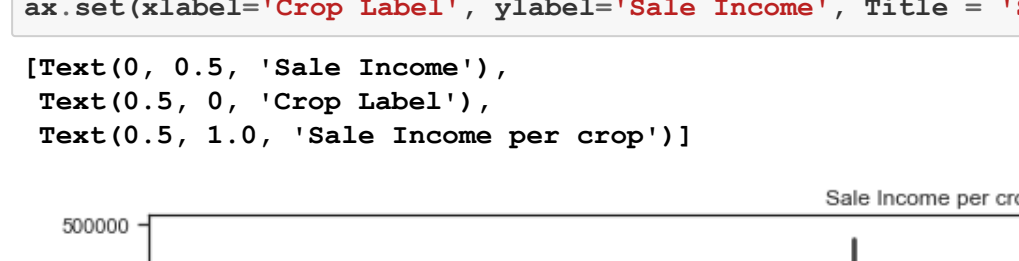 ax.set(xlabel='Crop Label', ylabel='Sale Income', Title = '
[Text(0, 0.5, 'Sale Income'),
Text(0.5, 0, 'Crop Label'),
Text(0.5, 1.0, 'Sale Income per crop')]
Sale Income per
500000